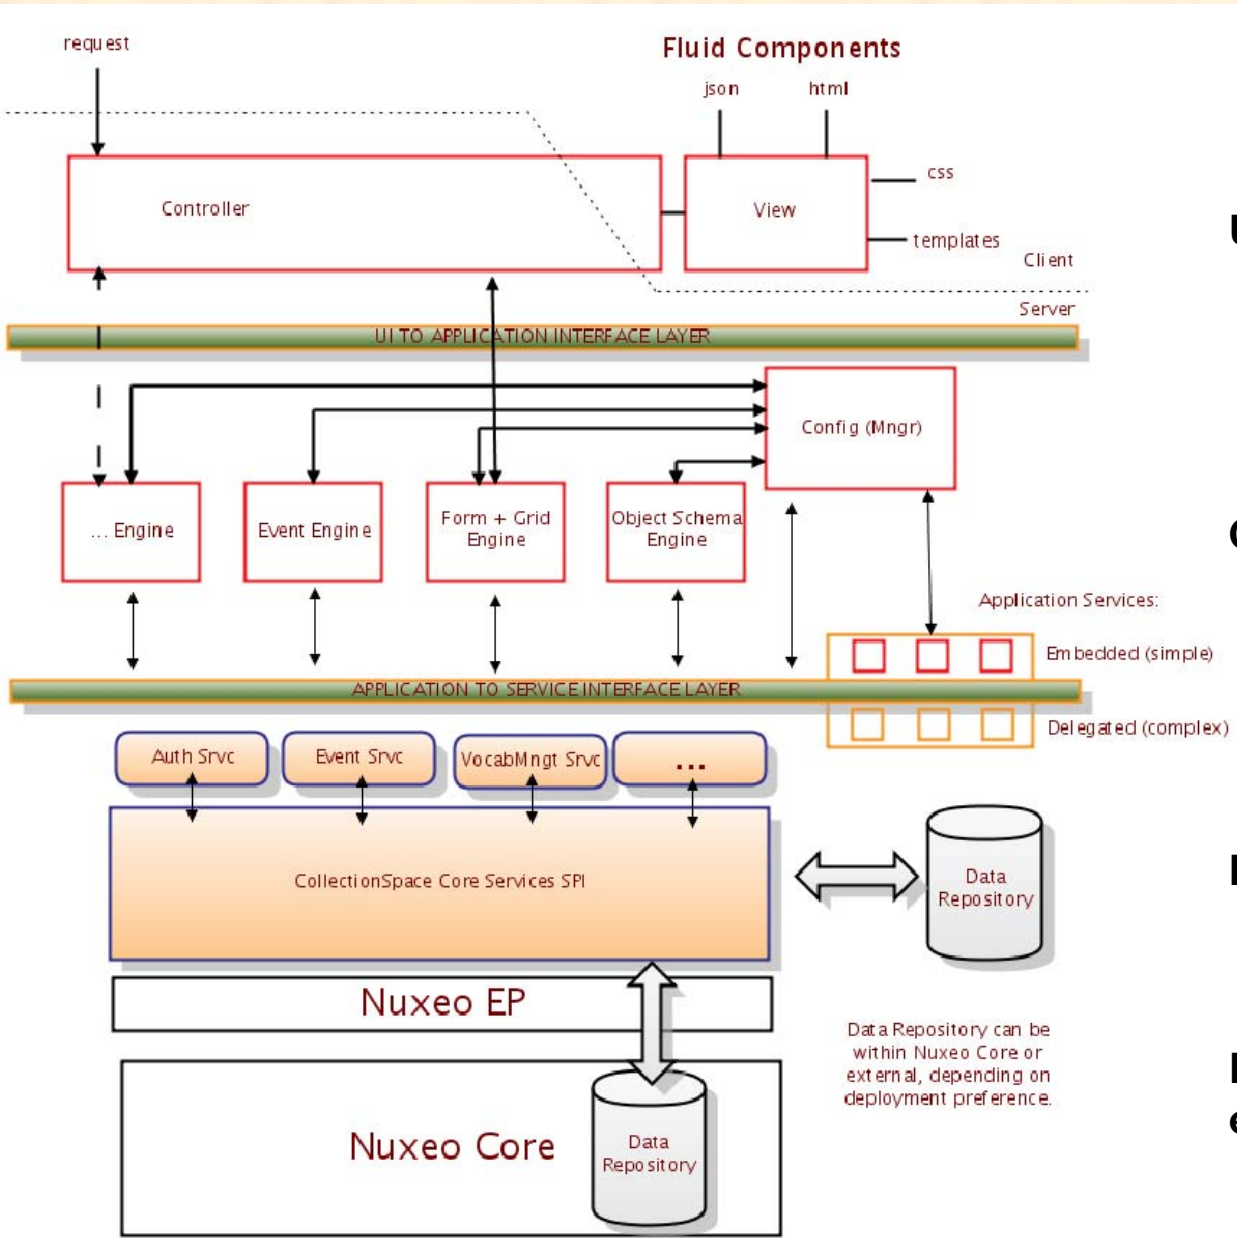 request
Fluid Components
json
html
css
Controller
View
templates
Client
Server
UI TO APPLICATION INTERFACE LAYER
Config (Mngr)
... Engine
Event Engine
Form + Grid
Engine
Object Schema
Engine
Application Services:
Embedded (simple)
APPLICATION TO SERVICE INTERFACE LAYER
Delegated (complex)
Auth Srvc
Event Srvc
VocabMngt Srvc
...
CollectionSpace Core Services SPI
Data
Repository
Nuxeo EP
Data Repository can be
within Nuxeo Core or
external, depending on
deployment preference.
Nuxeo Core
Data
Repository